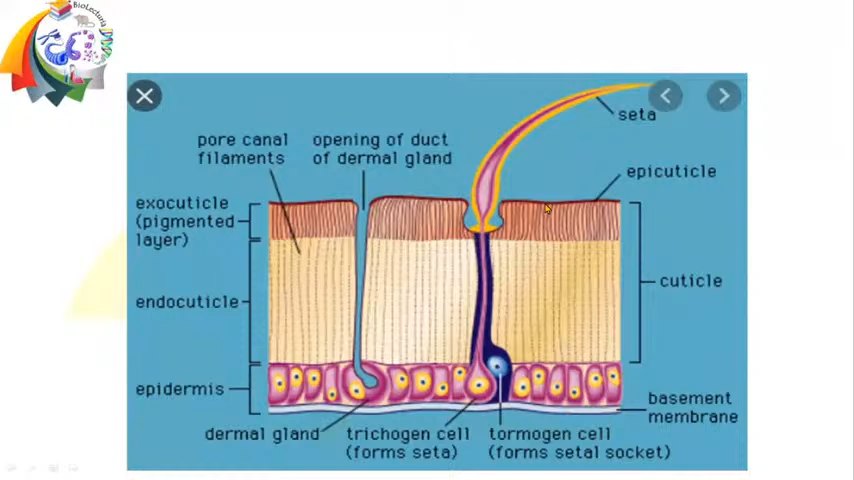 BioLecturia
pore canal
filaments
opening of duct
of dermal gland
seta
epicuticle
exocuticle
(pigmented
layer)
endocuticle
cuticle
epidermis
basement
membrane
dermal gland
trichogen cell
(forms seta)
tormogen cell
(forms setal socket)